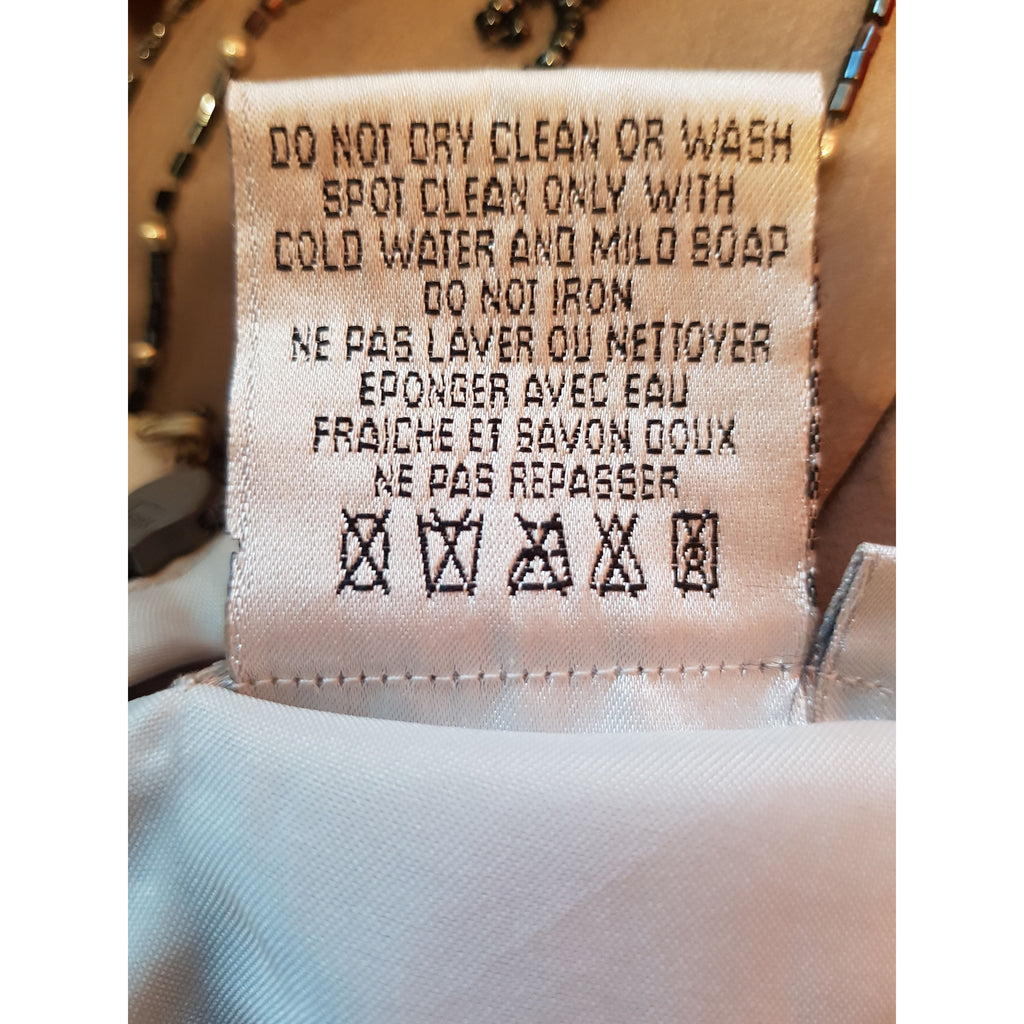 DO NOT DRY CLEAN OR WASH
SPOT CLEAN ONLY WITH
COLD WATER AND MILD SOAP
DO NOT IRON
NE PAS LAVER OU NETTOYER
EPONGER AVEC EAU
FRAICHE ET SAVON DOUX
NE PAS REPASSER